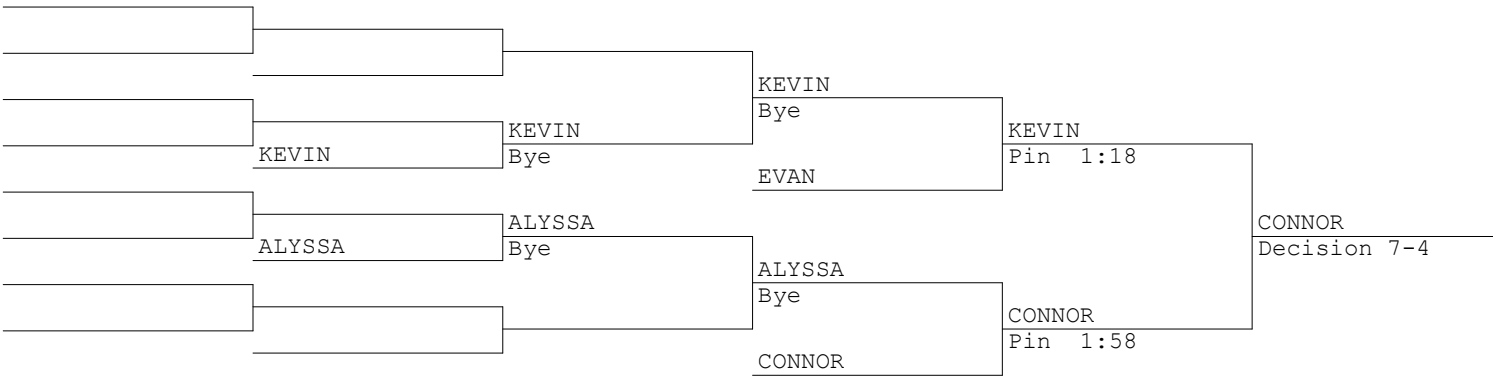 KEVIN
Bye
KEVIN
Bye
KEVIN
KEVIN
Pin 1:18
EVAN
ALYSSA
Bye
ALYSSA
CONNOR
Decision 7-4
ALYSSA
Bye
CONNOR
Pin 1:58
CONNOR